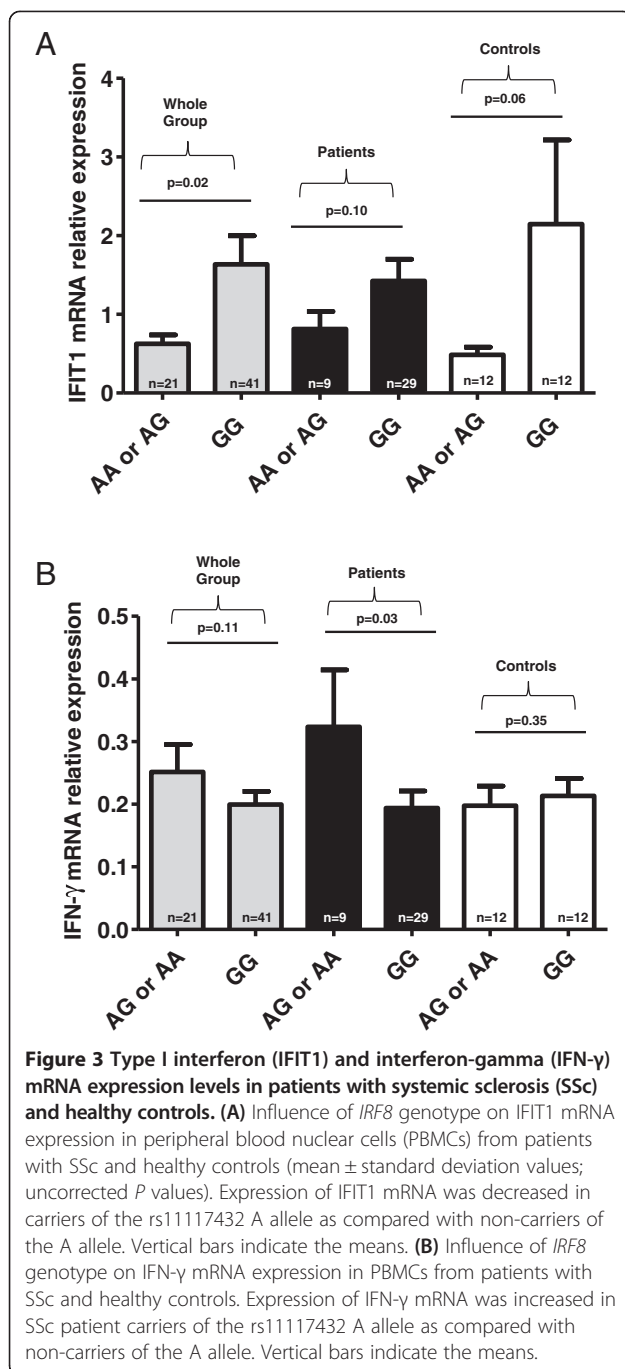 A
IFIT1 mRNA relative expression
4
3
2
1
0
Whole
Group
p=0.02
Patients
p=0.10
Controls
p=0.06
n=21
n=41
n=9
n=29
n=12
n=12
AA or AG
GG
AA or AG
GG
AA or AG
GG
B
IFN-γ mRNA relative expression
0.5
0.4
0.3
0.2
0.1
0.0
Whole
Group
p=0.11
Patients
p=0.03
Controls
p=0.35
n=21
n=41
n=9
n=29
n=12
n=12
AG or AA
GG
AG or AA
GG
AG or AA
GG
Figure 3 Type I interferon (IFIT1) and interferon-gamma (IFN-γ)
mRNA expression levels in patients with systemic sclerosis (SSc)
and healthy controls. (A) Influence of IRF8 genotype on IFIT1 mRNA
expression in peripheral blood nuclear cells (PBMCs) from patients
with SSc and healthy controls (mean ± standard deviation values;
uncorrected P values). Expression of IFIT1 mRNA was decreased in
carriers of the rs11117432 A allele as compared with non-carriers of
the A allele. Vertical bars indicate the means. (B) Influence of IRF8
genotype on IFN-γ mRNA expression in PBMCs from patients with
SSc and healthy controls. Expression of IFN-γ mRNA was increased in
SSc patient carriers of the rs11117432 A allele as compared with
non-carriers of the A allele. Vertical bars indicate the means.